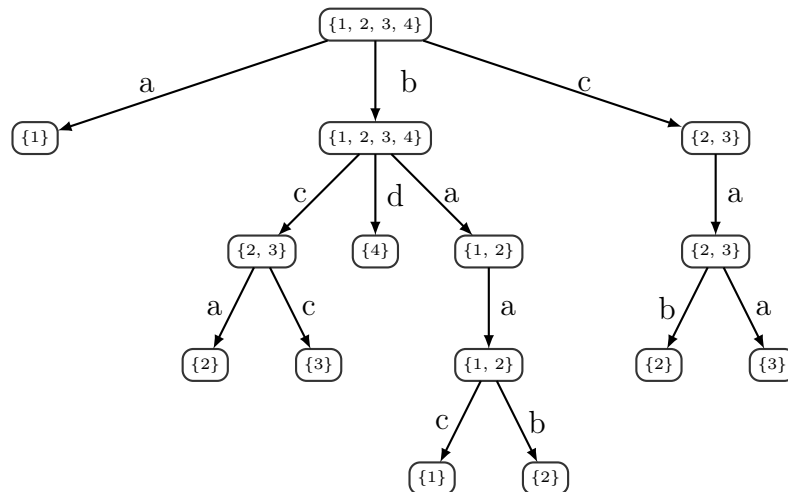 {1, 2, 3, 4}
a b c
{1} {1, 2, 3, 4} {2, 3}
c d a a
{2, 3} {4} {1, 2} {2, 3}
a c a b a
{2} {3} {1, 2} {2} {3}
c b
{1} {2}